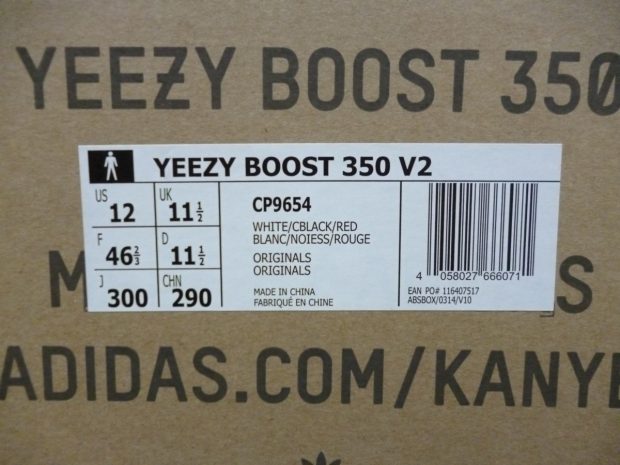 YEEZY BOOST 350
YEEZY BOOST 350 V2
US 12
UK 11 1/2
F 46 2/3
D 11 1/2
J 300
CHN 290
CP9654
WHITE/CBLACK/RED
BLANC/NOIESS/ROUGE
ORIGINALS
ORIGINALS
MADE IN CHINA
FABRIQUÉ EN CHINE
4 058027 666071
EAN PO# 116407517
ABSBOX/0314/V10
ADIDAS.COM/KANYE